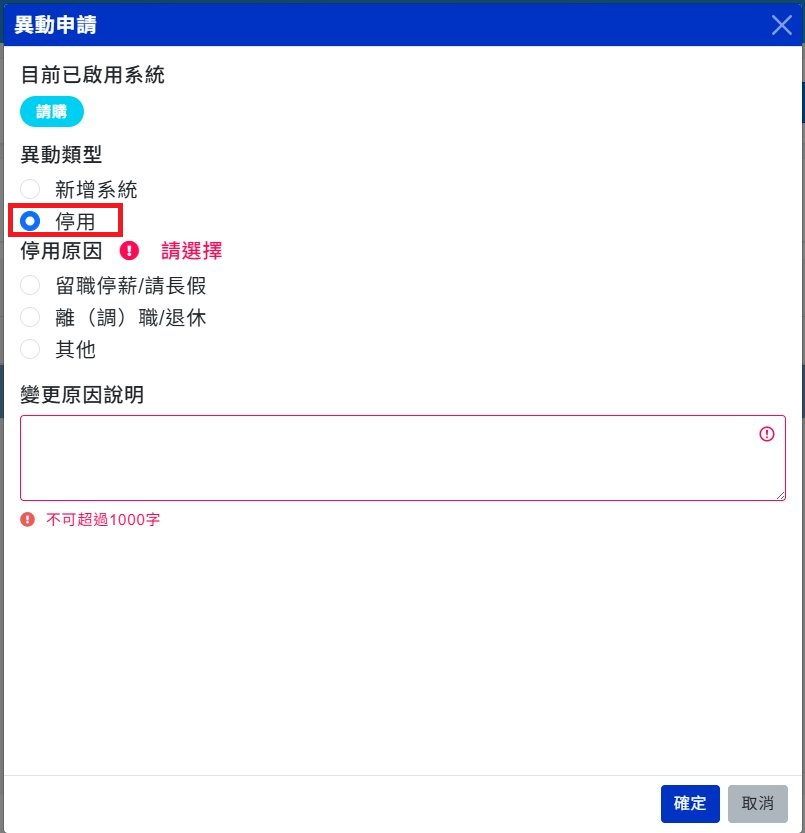 異動申請
目前已啟用系統
請購
異動類型
新增系統
停用
停用原因 請選擇
留職停薪/請長假
離（調）職/退休
其他
變更原因說明
不可超過1000字
確定 取消